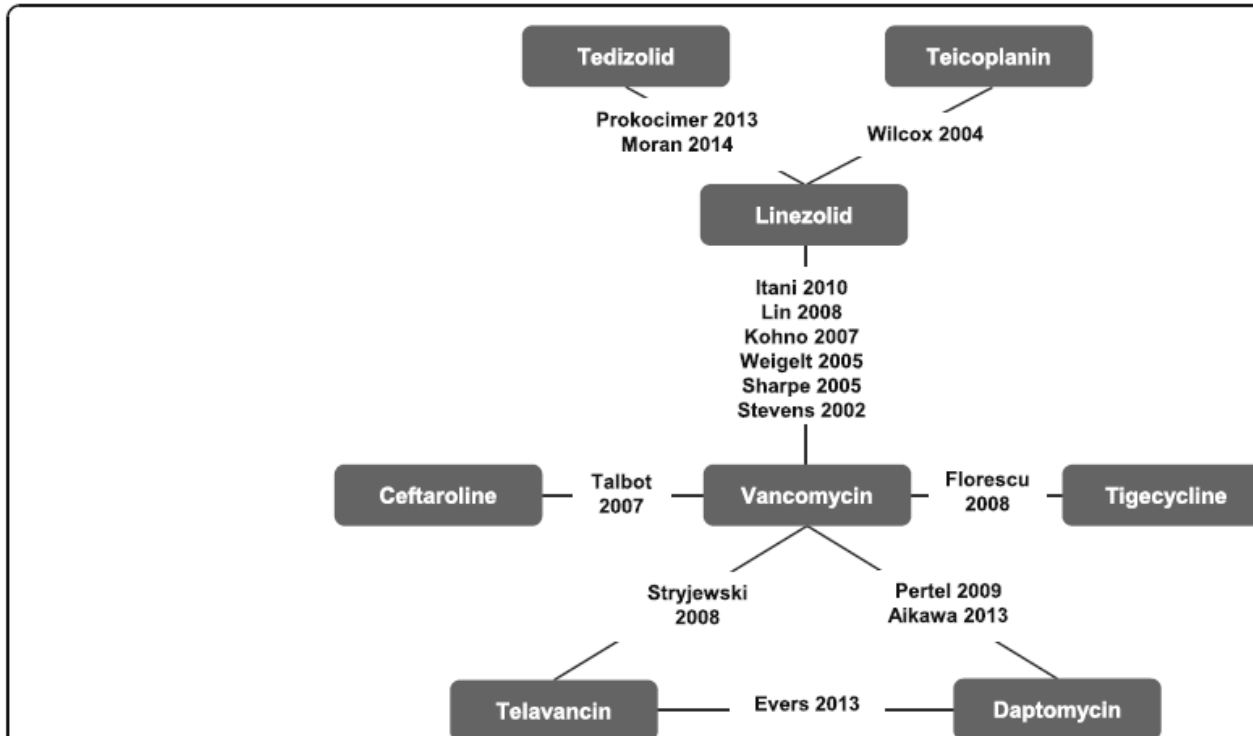 Tedizolid
Teicoplanin
Prokocimer 2013
Moran 2014
Wilcox 2004
Linezolid
Itani 2010
Lin 2008
Kohno 2007
Weigelt 2005
Sharpe 2005
Stevens 2002
Ceftaroline
Talbot
2007
Vancomycin
Florescu
2008
Tigecycline
Stryjewski
2008
Pertel 2009
Aikawa 2013
Telavancin
Evers 2013
Daptomycin